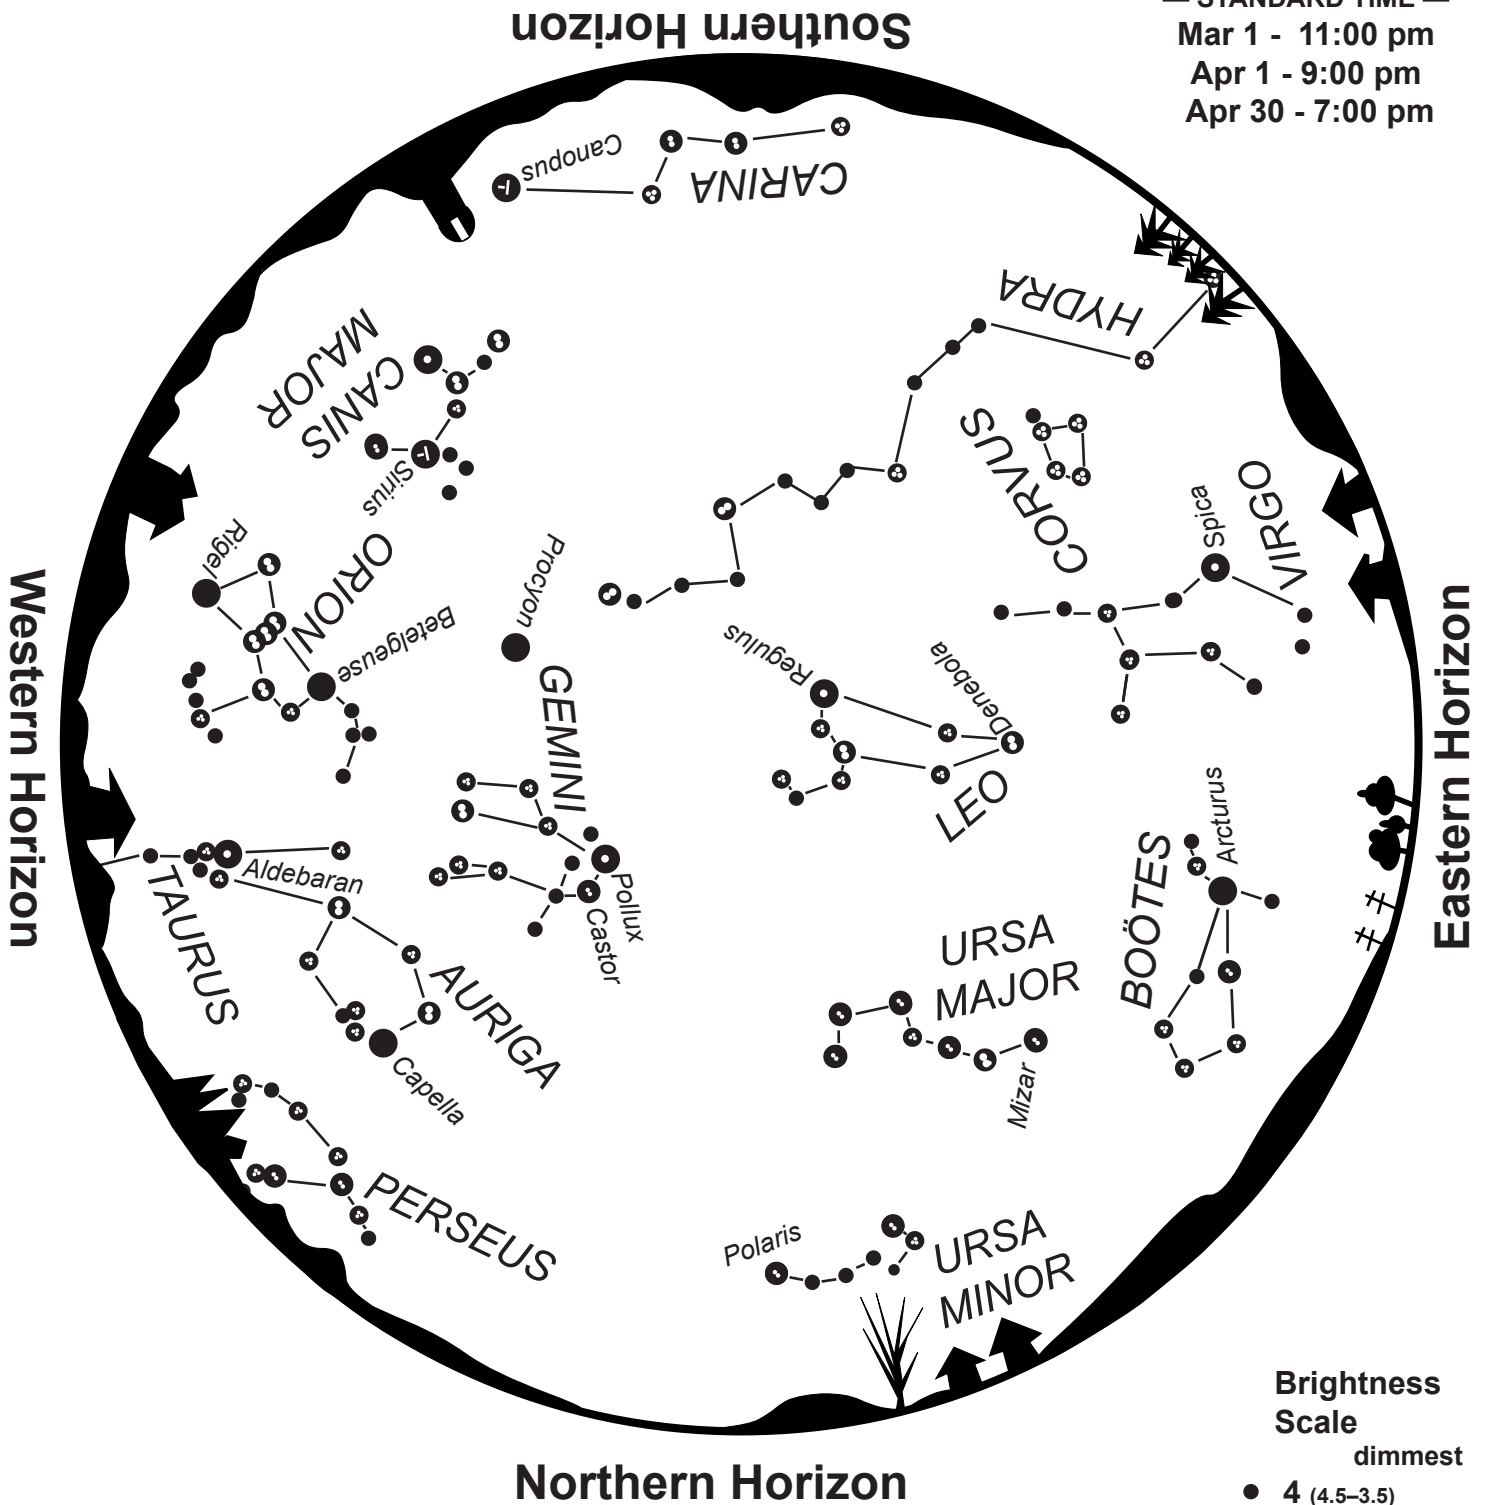 — STANDARD TIME —
Mar 1 - 11:00 pm
Apr 1 - 9:00 pm
Apr 30 - 7:00 pm
Southern Horizon
Canopus
CARINA
HYDRA
CANIS
MAJOR
Sirius
CORVUS
VIRGO
Spica
Rigel
ORION
Betelgeuse
Procyon
GEMINI
Regulus
Denebola
LEO
Western Horizon
Eastern Horizon
Arcturus
BOÖTES
Aldebaran
TAURUS
Pollux
Castor
AURIGA
Capella
URSA
MAJOR
Mizar
PERSEUS
Polaris
URSA
MINOR
Northern Horizon
Brightness
Scale
dimmest
4 (4.5–3.5)